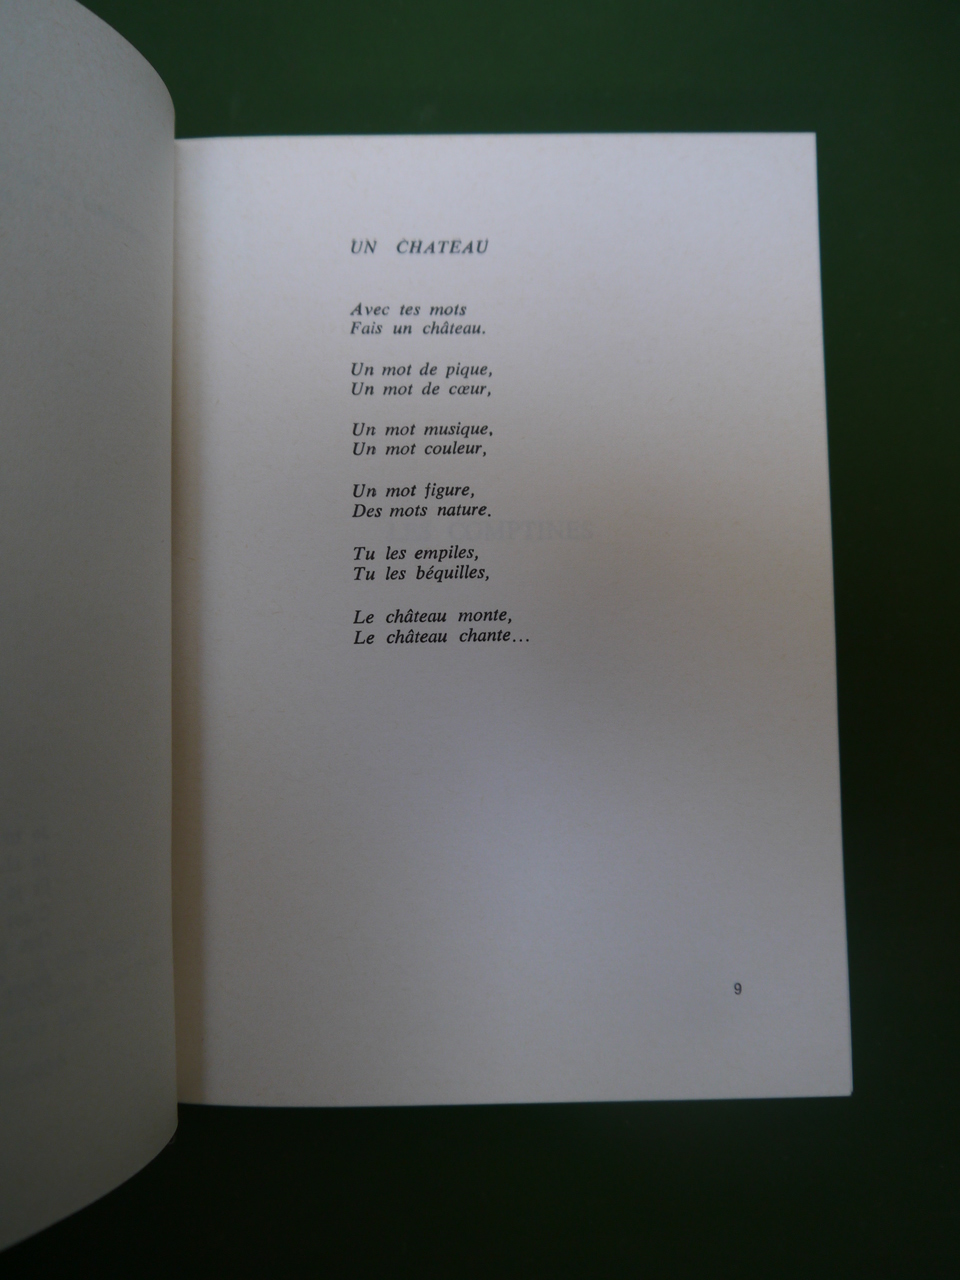 UN CHATEAU
Avec tes mots
Fais un château.
Un mot de pique,
Un mot de cœur,
Un mot musique,
Un mot couleur,
Un mot figure,
Des mots nature.
Tu les empiles,
Tu les béquilles,
Le château monte,
Le château chante...
9